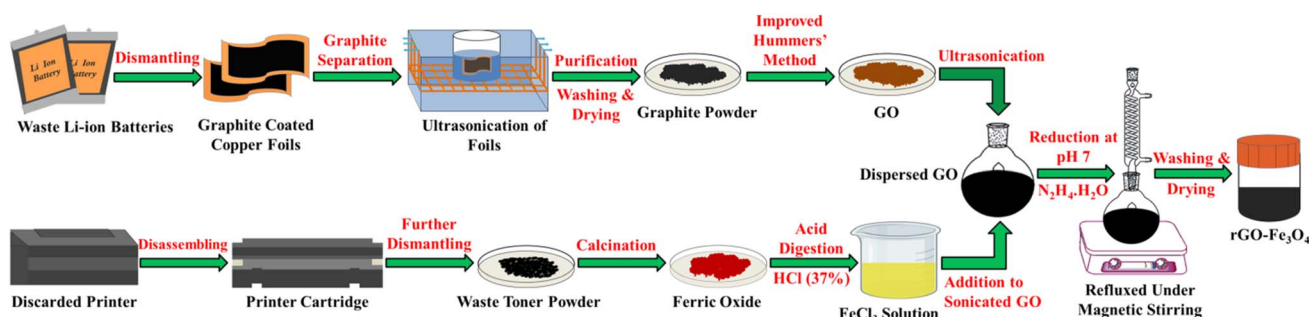 Li Ion
Battery
Li Ion
Battery
Waste Li-ion Batteries
Dismantling
Graphite Coated
Copper Foils
Graphite
Separation
Ultrasonication of
Foils
Purification
Washing &
Drying
Graphite Powder
Improved
Hummers'
Method
GO
Ultrasonication
Dispersed GO
Reduction at
pH 7
N₂H₄.H₂O
Refluxed Under
Magnetic Stirring
Washing &
Drying
rGO-Fe₃O₄
Discarded Printer
Disassembling
Printer Cartridge
Further
Dismantling
Waste Toner Powder
Calcination
Ferric Oxide
Acid
Digestion
HCl (37%)
FeCl₃ Solution
Addition to
Sonicated GO